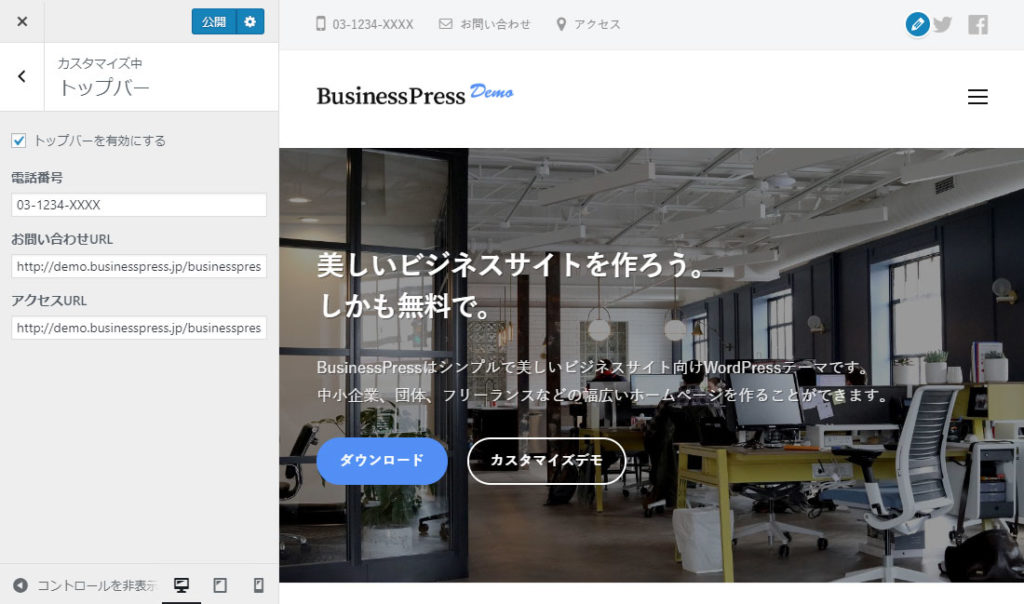 公開
カスタマイズ中
トップバー
トップバーを有効にする
電話番号
03-1234-XXXX
お問い合わせURL
http://demo.businesspress.jp/businesspres
アクセスURL
http://demo.businesspress.jp/businesspres
コントロールを非表示
03-1234-XXXX
お問い合わせ
アクセス
BusinessPress Demo
美しいビジネスサイトを作ろう。
しかも無料で。
BusinessPressはシンプルで美しいビジネスサイト向けWordPressテーマです。
中小企業、団体、フリーランスなどの幅広いホームページを作ることができます。
ダウンロード
カスタマイズデモ